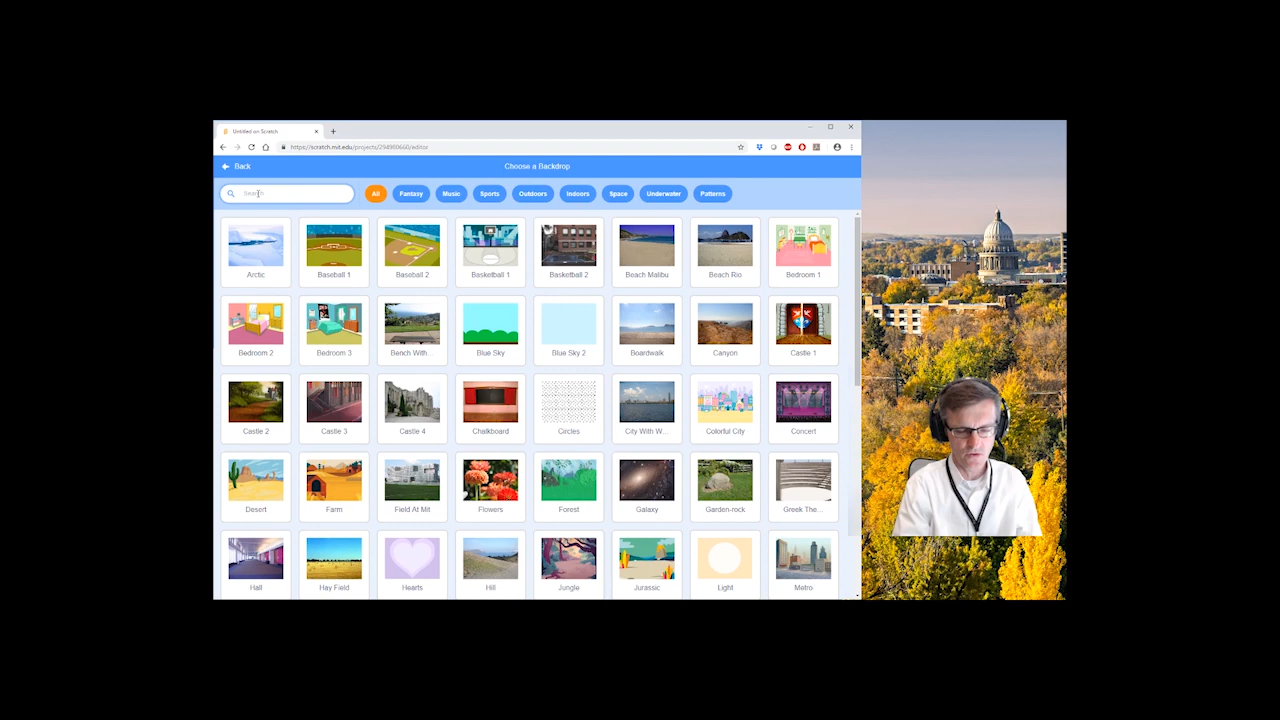 Untitled on Scratch
https://scratch.mit.edu/projects/294980660/editor
Back
Choose a Backdrop
Search
All
Fantasy
Music
Sports
Outdoors
Indoors
Space
Underwater
Patterns
Arctic
Baseball 1
Baseball 2
Basketball 1
Basketball 2
Beach Malibu
Beach Rio
Bedroom 1
Bedroom 2
Bedroom 3
Bench With...
Blue Sky
Blue Sky 2
Boardwalk
Canyon
Castle 1
Castle 2
Castle 3
Castle 4
Chalkboard
Circles
City With W...
Colorful City
Concert
Desert
Farm
Field At Mit
Flowers
Forest
Galaxy
Garden-rock
Greek The...
Hall
Hay Field
Hearts
Hill
Jungle
Jurassic
Light
Metro